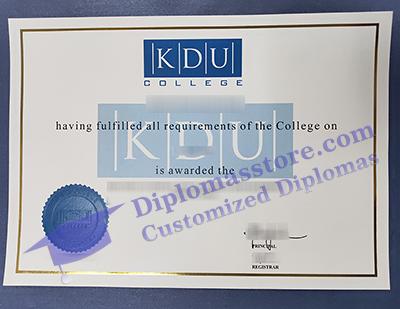 |K|D|U|
COLLEGE
having fulfilled all requirements of the College on
|K|D|U|
is awarded the
Diplomasstore.com
Customized Diplomas
KDU
COLLEGE
PRINCIPAL
REGISTRAR